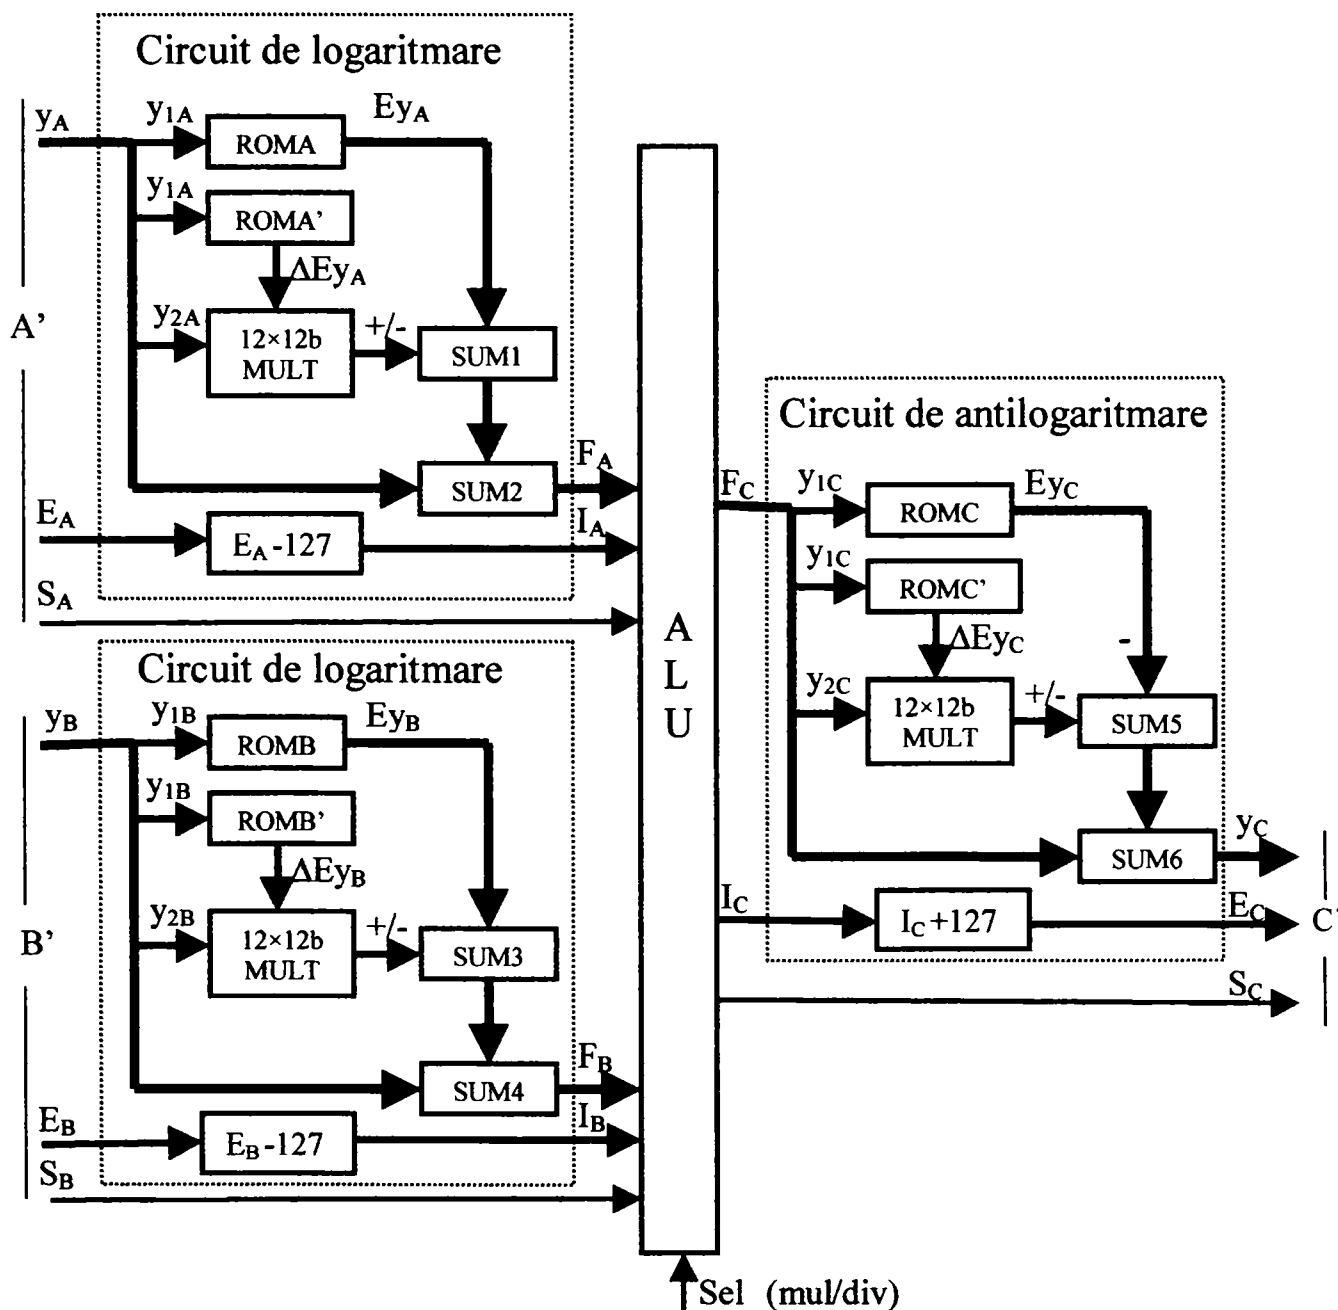 Circuit de logaritmare
yA
y1A
ROMA
EyA
y1A
ROMA'
ΔEyA
y2A
12×12b
MULT
+/-
SUM1
A'
SUM2
FA
EA
EA-127
IA
SA
Circuit de logaritmare
yB
y1B
ROMB
EyB
y1B
ROMB'
ΔEyB
y2B
12×12b
MULT
+/-
SUM3
B'
SUM4
FB
EB
EB-127
IB
SB
A
L
U
Sel (mul/div)
Circuit de antilogaritmare
FC
y1C
ROMC
EyC
y1C
ROMC'
ΔEyC
-
y2C
12×12b
MULT
+/-
SUM5
SUM6
yC
IC
IC+127
EC
C'
SC